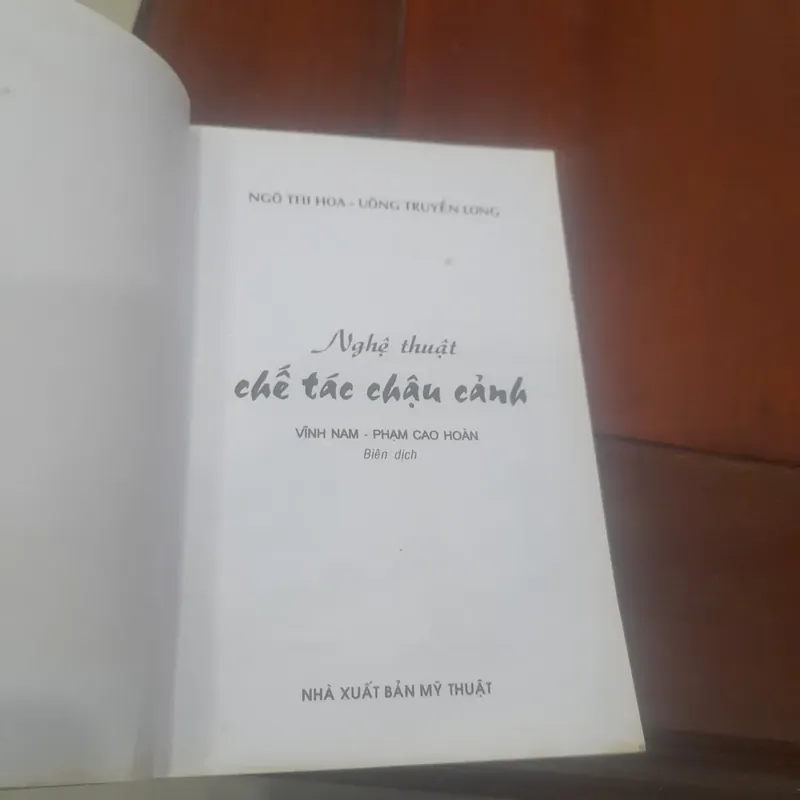 NGÔ THI HOA - UÔNG TRUYỀN LONG
Nghệ thuật
chế tác chậu cảnh
VĨNH NAM - PHẠM CAO HOÀN
Biên dịch
NHÀ XUẤT BẢN MỸ THUẬT